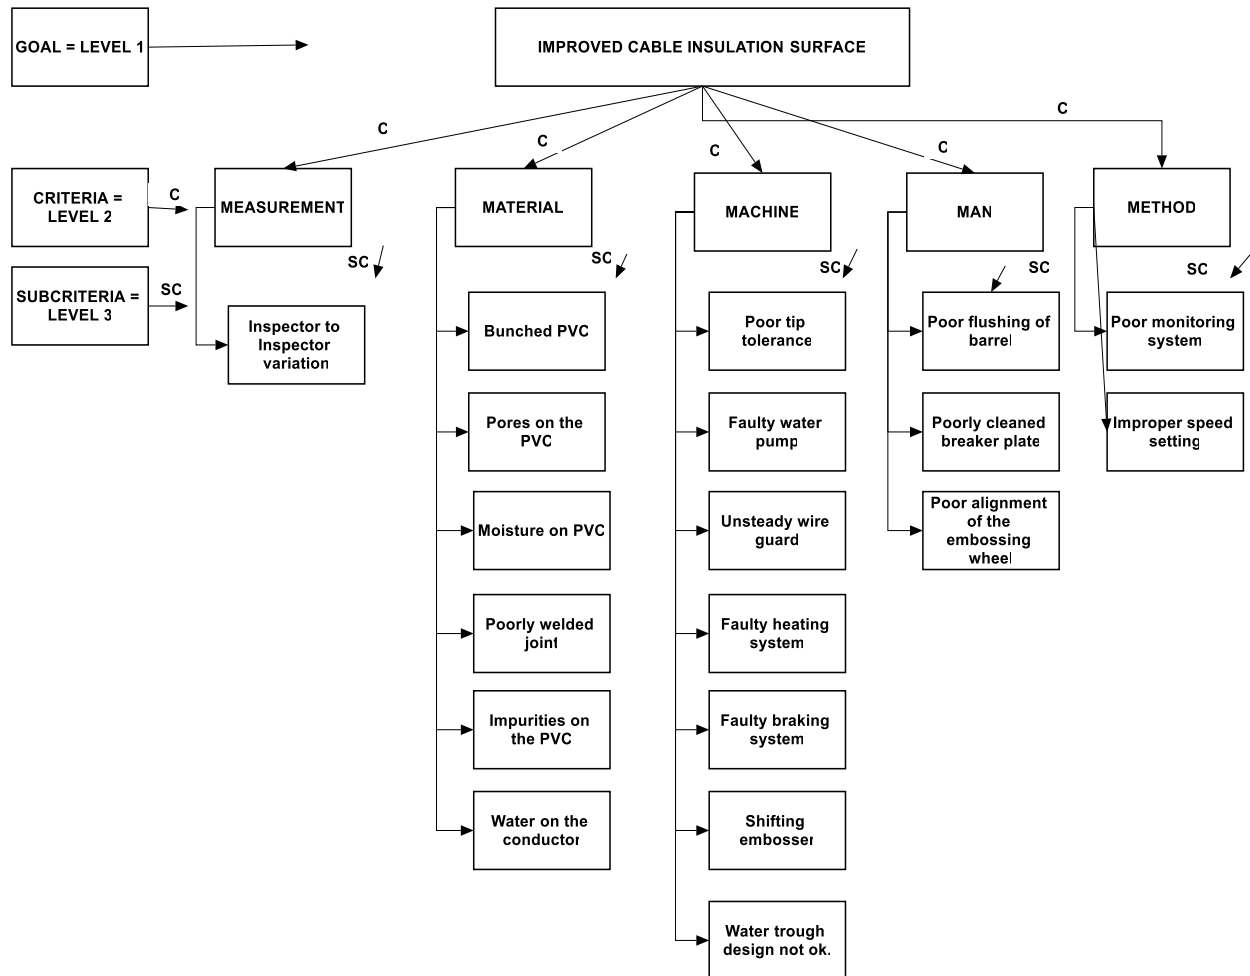 GOAL = LEVEL 1
IMPROVED CABLE INSULATION SURFACE
C
C
C
C
C
CRITERIA =
LEVEL 2
C
MEASUREMENT
MATERIAL
MACHINE
MAN
METHOD
SC
SC
SC
SC
SC
SUBCRITERIA =
LEVEL 3
SC
Inspector to
Inspector
variation
Bunched PVC
Pores on the
PVC
Moisture on PVC
Poorly welded
joint
Impurities on
the PVC
Water on the
conductor
Poor tip
tolerance
Faulty water
pump
Unsteady wire
guard
Faulty heating
system
Faulty braking
system
Shifting
embosser
Water trough
design not ok.
Poor flushing of
barrel
Poorly cleaned
breaker plate
Poor alignment
of the
embossing
wheel
Poor monitoring
system
Improper speed
setting